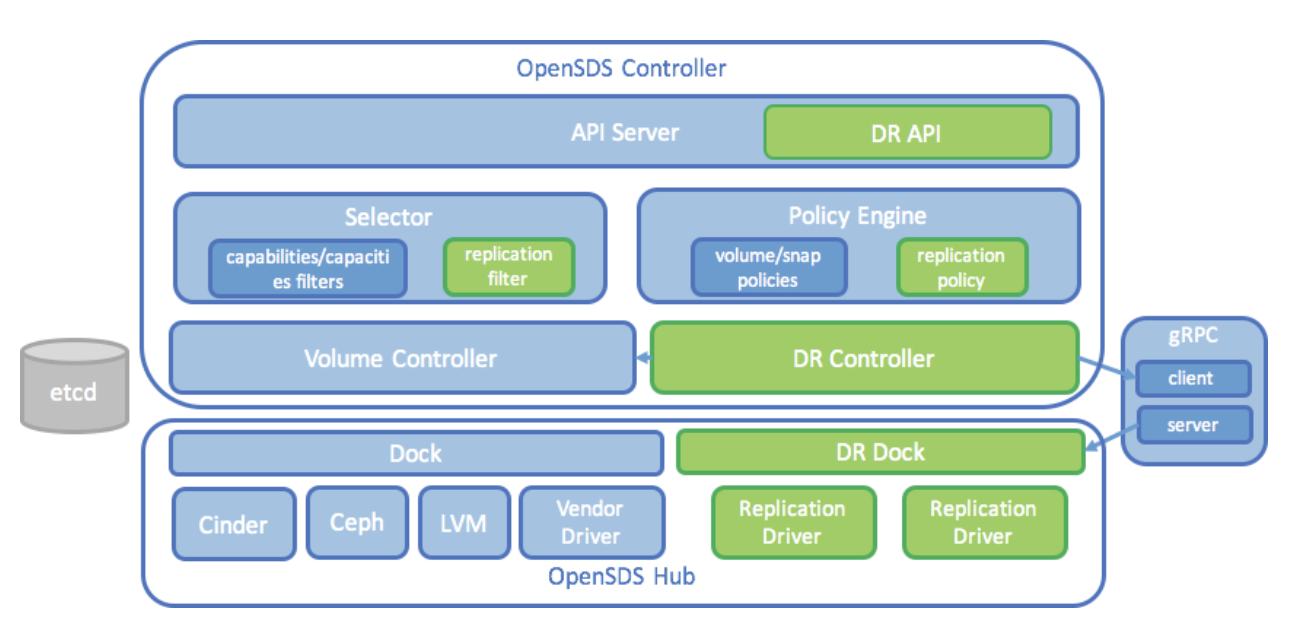 OpenSDS Controller
API Server
DR API
Selector
capabilities/capaciti
es filters
replication
filter
Policy Engine
volume/snap
policies
replication
policy
Volume Controller
DR Controller
etcd
gRPC
client
server
Dock
DR Dock
Cinder
Ceph
LVM
Vendor
Driver
Replication
Driver
Replication
Driver
OpenSDS Hub